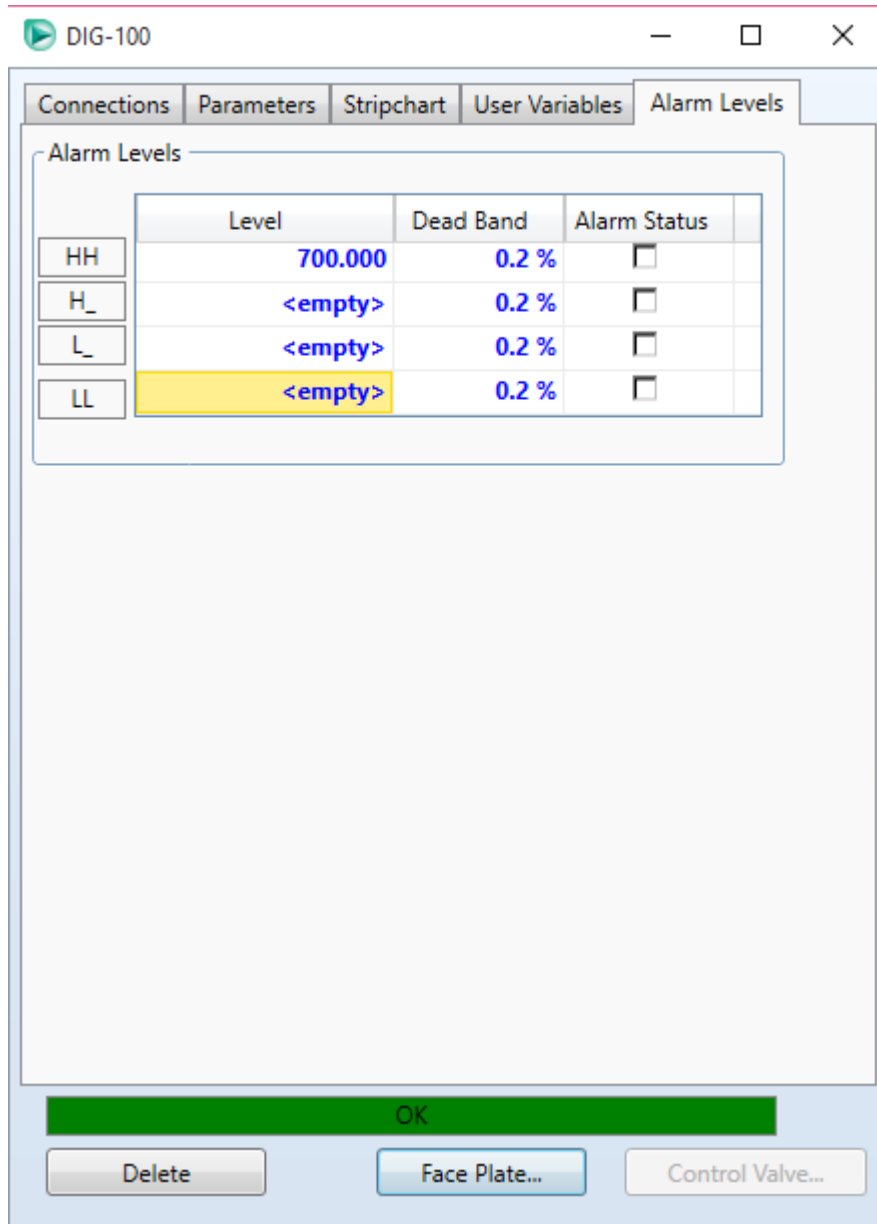 DIG-100
Connections Parameters Stripchart User Variables Alarm Levels
Alarm Levels
Level Dead Band Alarm Status
HH 700.000 0.2 %
H_ <empty> 0.2 %
L_ <empty> 0.2 %
LL <empty> 0.2 %
OK
Delete Face Plate... Control Valve...